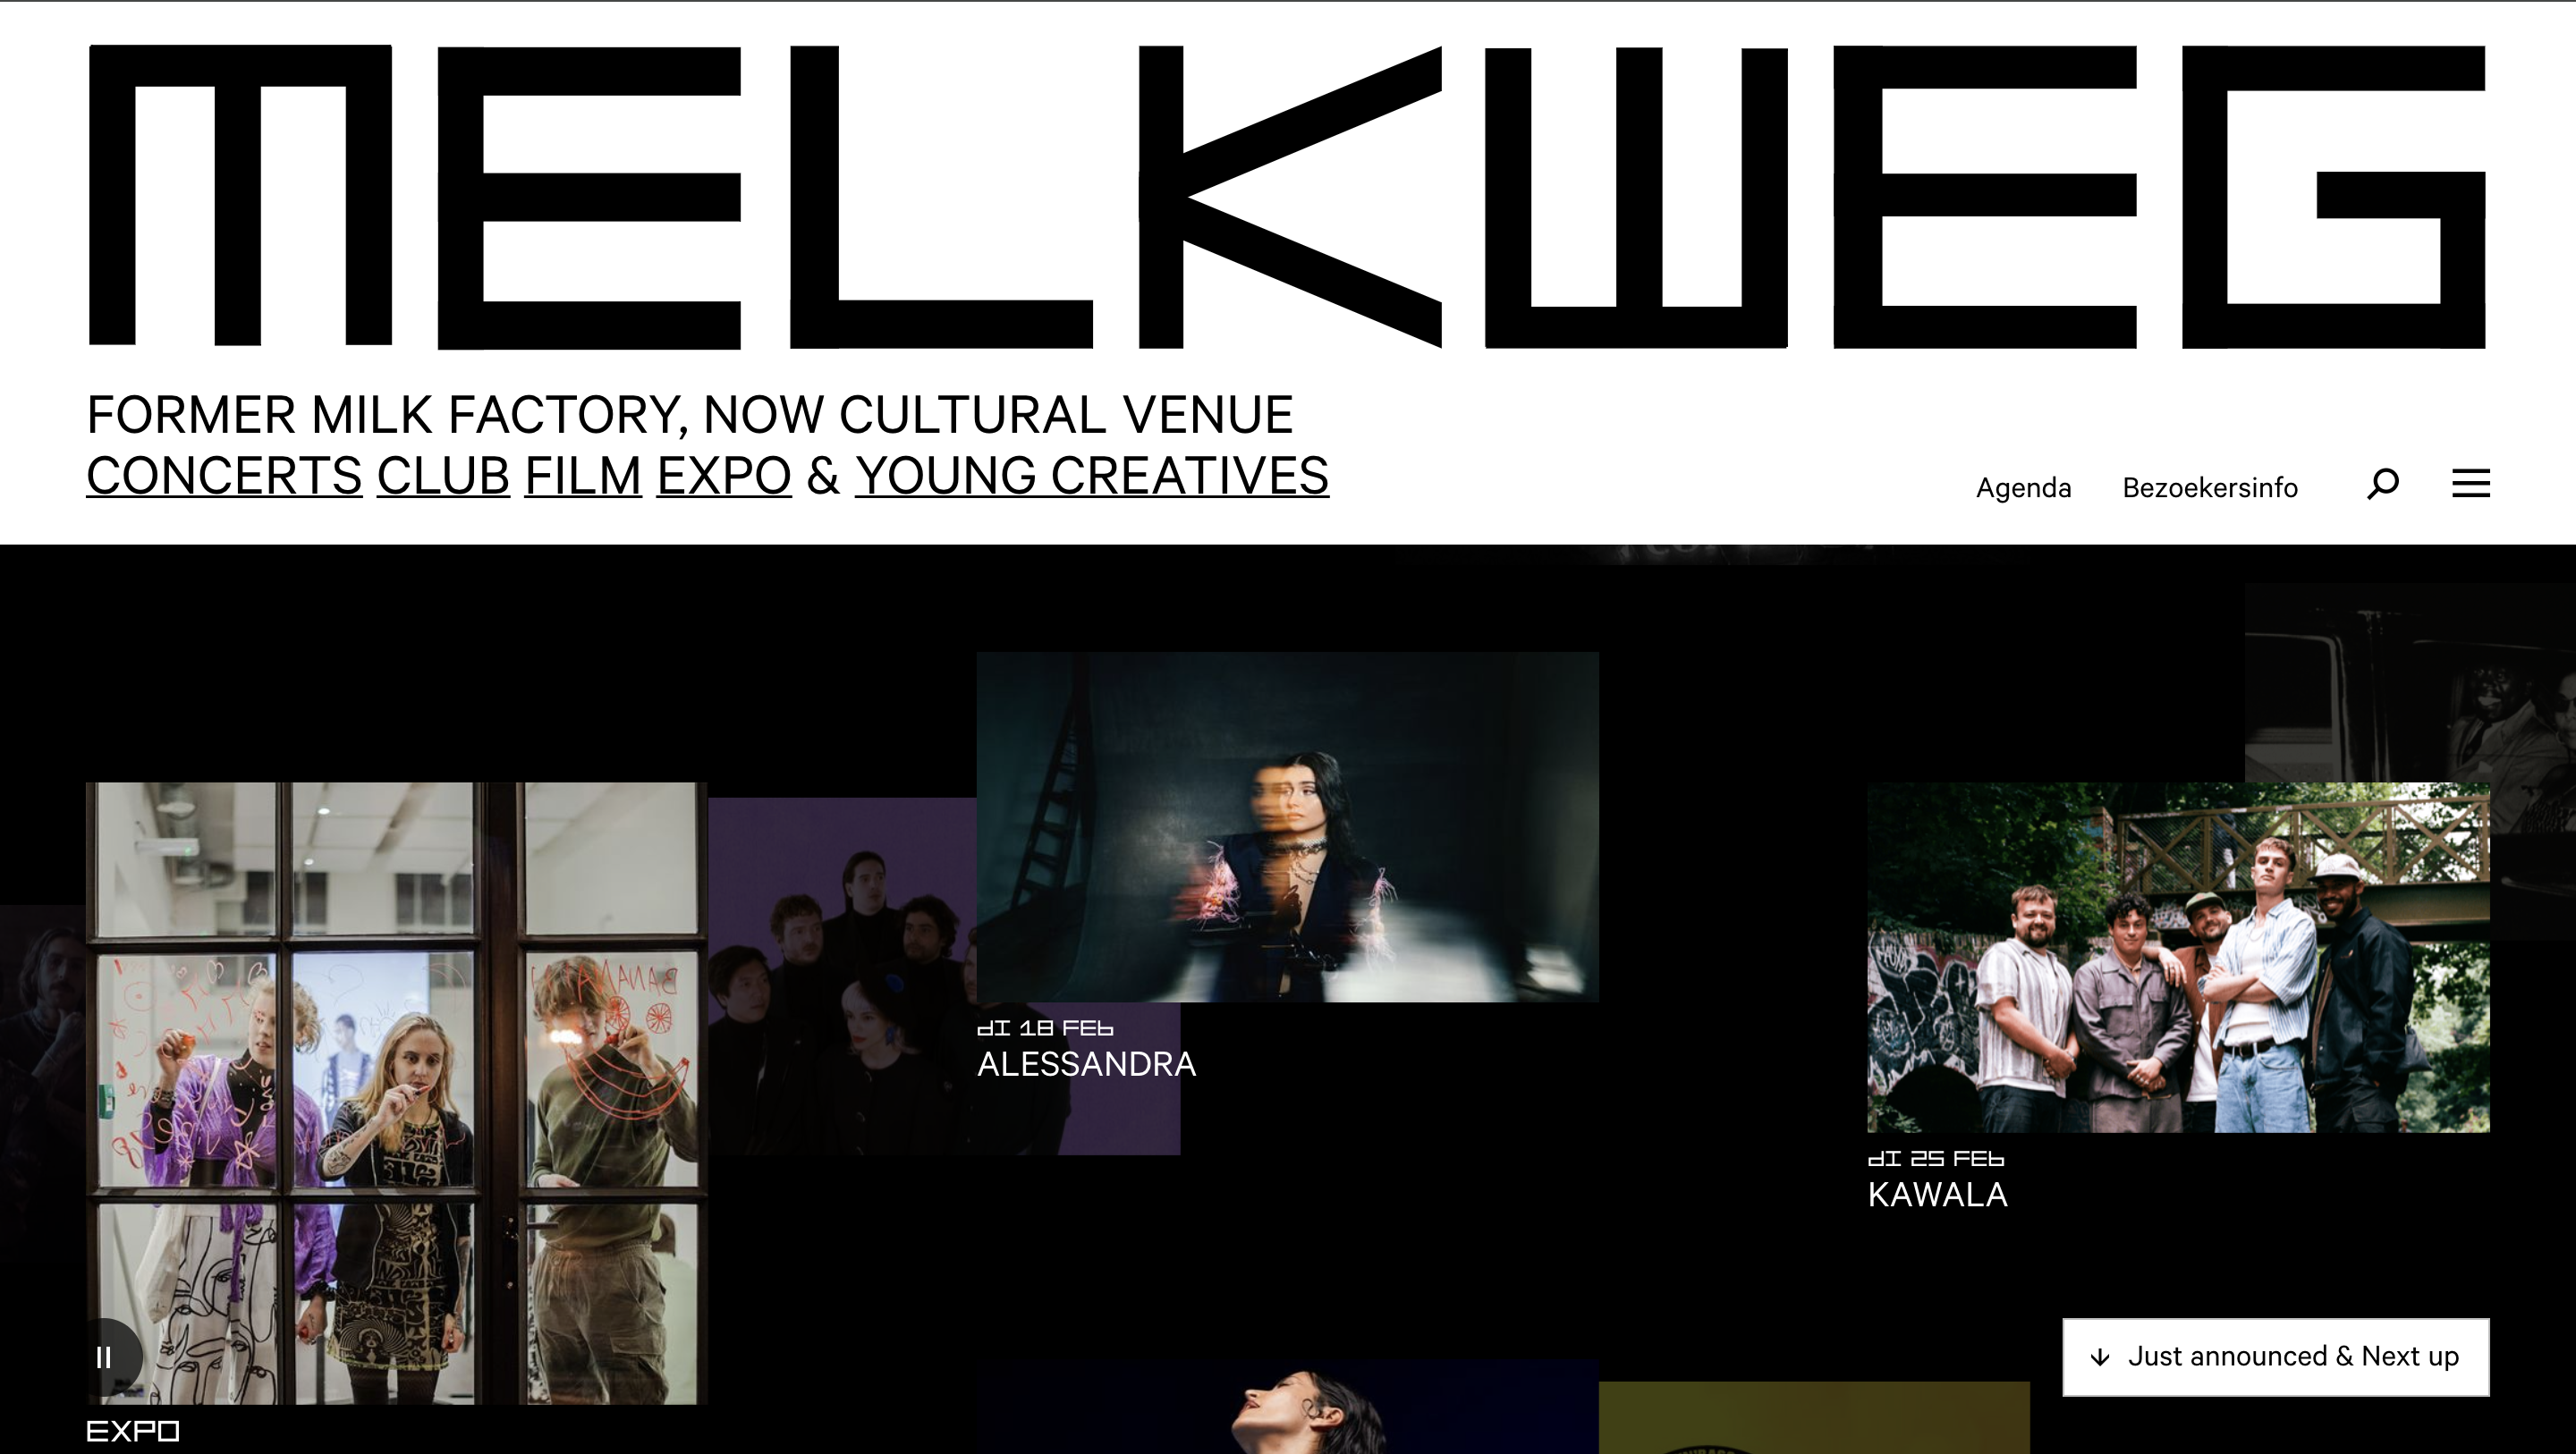 MELKWEG
FORMER MILK FACTORY, NOW CULTURAL VENUE
CONCERTS CLUB FILM EXPO & YOUNG CREATIVES
Agenda Bezoekersinfo
DI 18 FEB
ALESSANDRA
DI 25 FEB
KAWALA
Just announced & Next up
EXPO